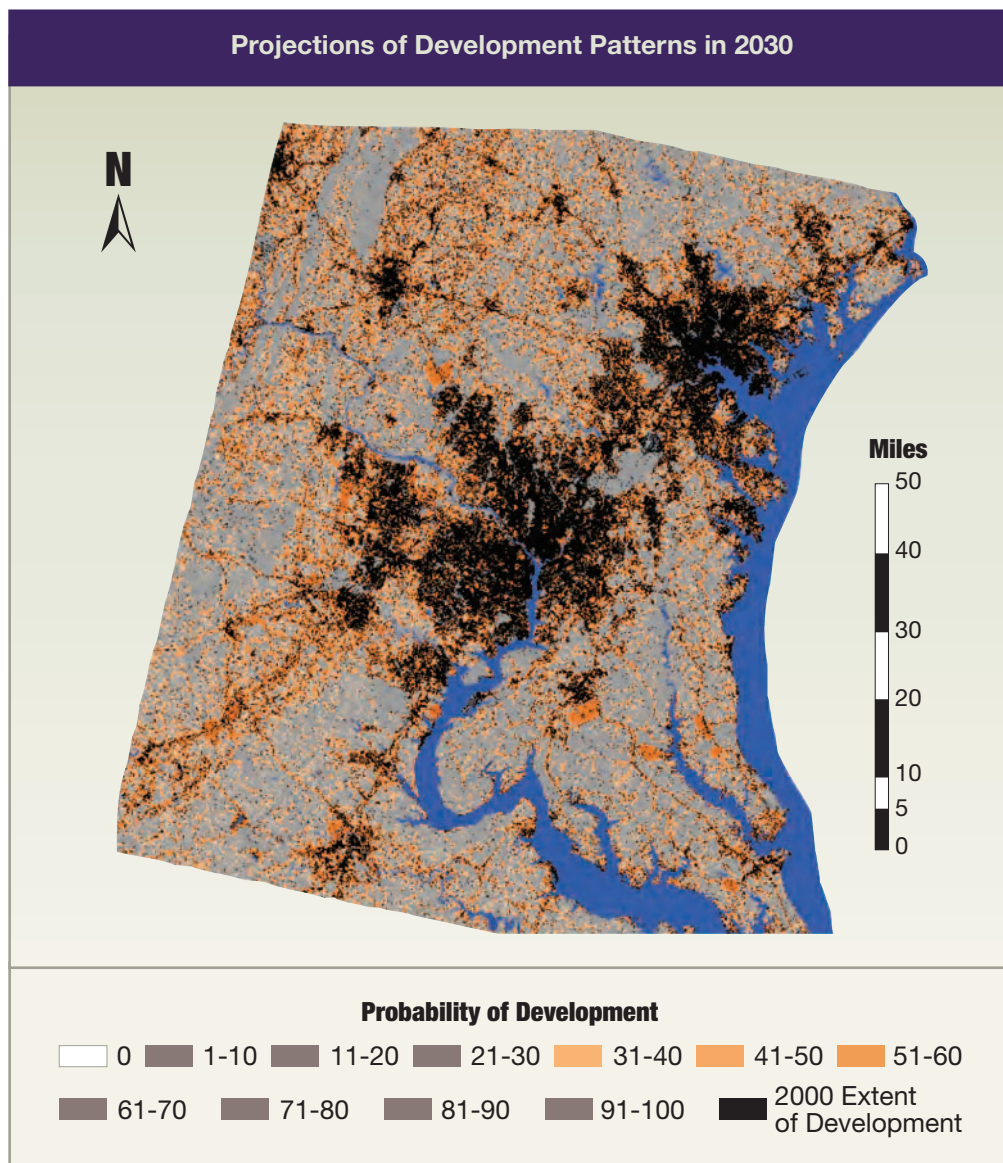 Projections of Development Patterns in 2030
N
Miles
50
40
30
20
10
5
0
Probability of Development
0 1-10 11-20 21-30 31-40 41-50 51-60
61-70 71-80 81-90 91-100 2000 Extent
of Development